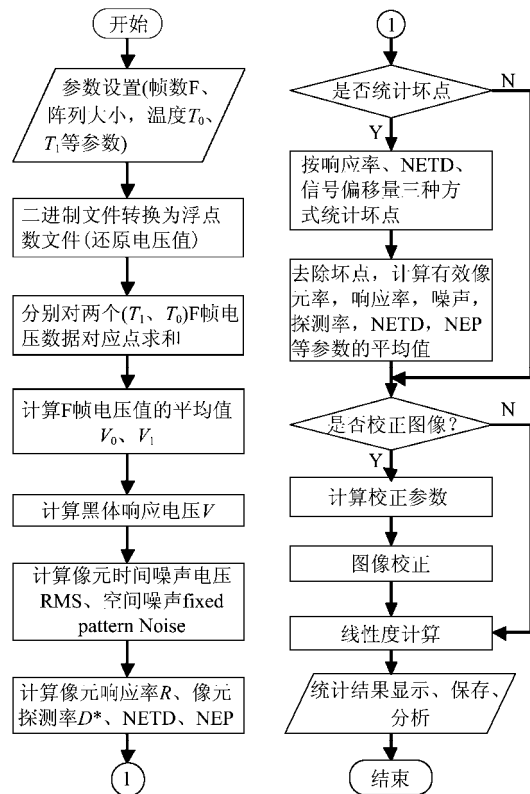 开始
参数设置(帧数F、
阵列大小，温度T₀、
T₁等参数)
二进制文件转换为浮点
数文件(还原电压值)
分别对两个(T₁、T₀)F帧电
压数据对应点求和
计算F帧电压值的平均值
V₀、V₁
计算黑体响应电压V
计算像元时间噪声电压
RMS、空间噪声fixed
pattern Noise
计算像元响应率R、像元
探测率D*、NETD、NEP
1
1
是否统计坏点
N
Y
按响应率、NETD、
信号偏移量三种方
式统计坏点
去除坏点，计算有效像
元率，响应率，噪声，
探测率，NETD，NEP
等参数的平均值
是否校正图像？
N
Y
计算校正参数
图像校正
线性度计算
统计结果显示、保存、
分析
结束